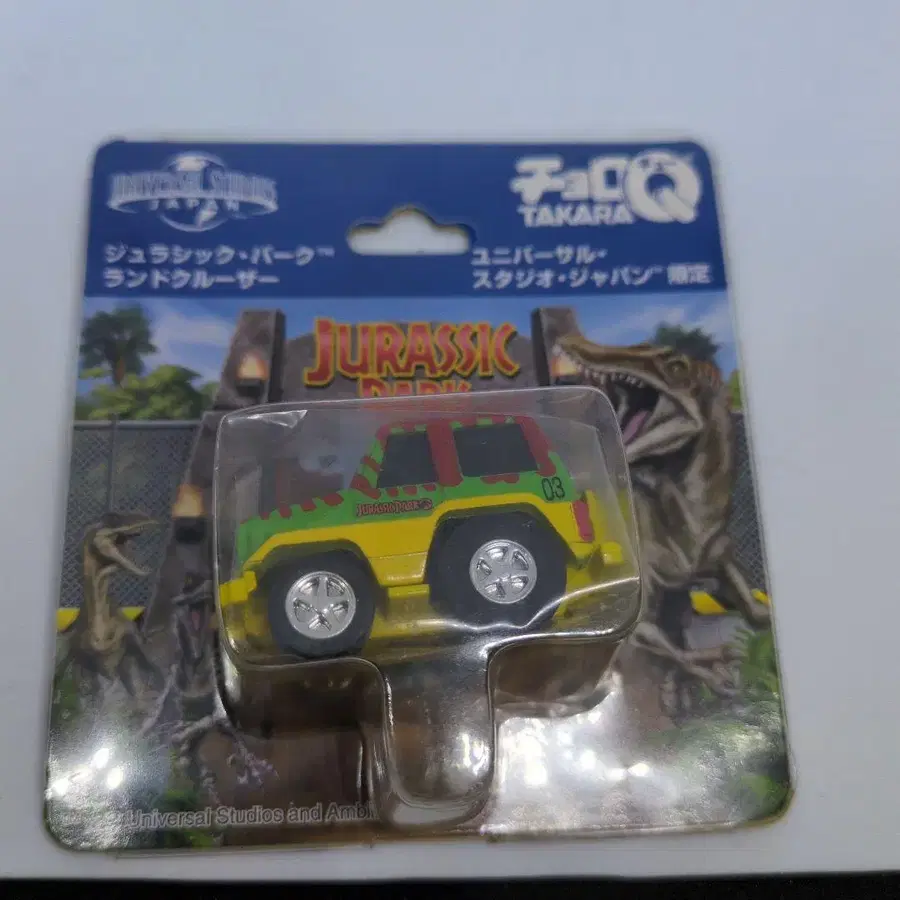 UNIVERSAL STUDIOS
JAPAN
チョロQ
TAKARA
ジュラシック・パーク™
ランドクルーザー
ユニバーサル・
スタジオ・ジャパン™限定
JURASSIC
PARK
03
JURASSIC PARK
Universal Studios and Ambl